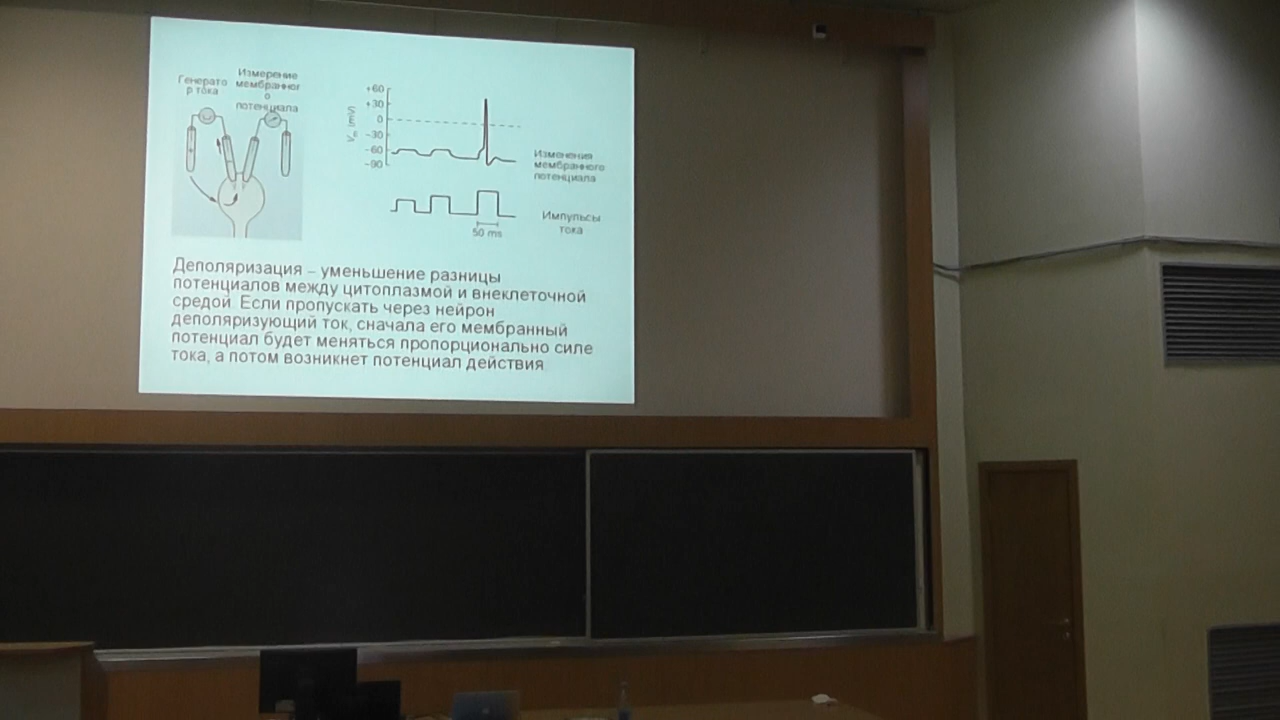 Генерато
р тока
Измерение
мембранног
о
потенциала
+60
+30
0
−30
−60
−90
(mV)
Изменения
мембранного
потенциала
Импульсы
тока
50 ms
Деполяризация – уменьшение разницы
потенциалов между цитоплазмой и внеклеточной
средой. Если пропускать через нейрон
деполяризующий ток, сначала его мембранный
потенциал будет меняться пропорционально силе
тока, а потом возникнет потенциал действия